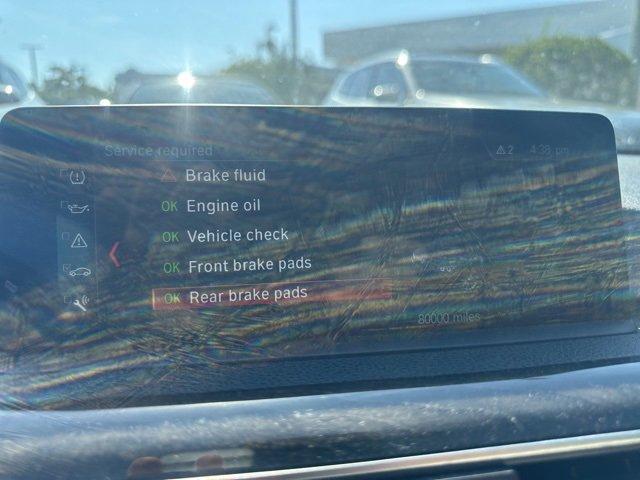 Service required
2 4:38 pm
Brake fluid
OK Engine oil
OK Vehicle check
OK Front brake pads
OK Rear brake pads
80000 miles